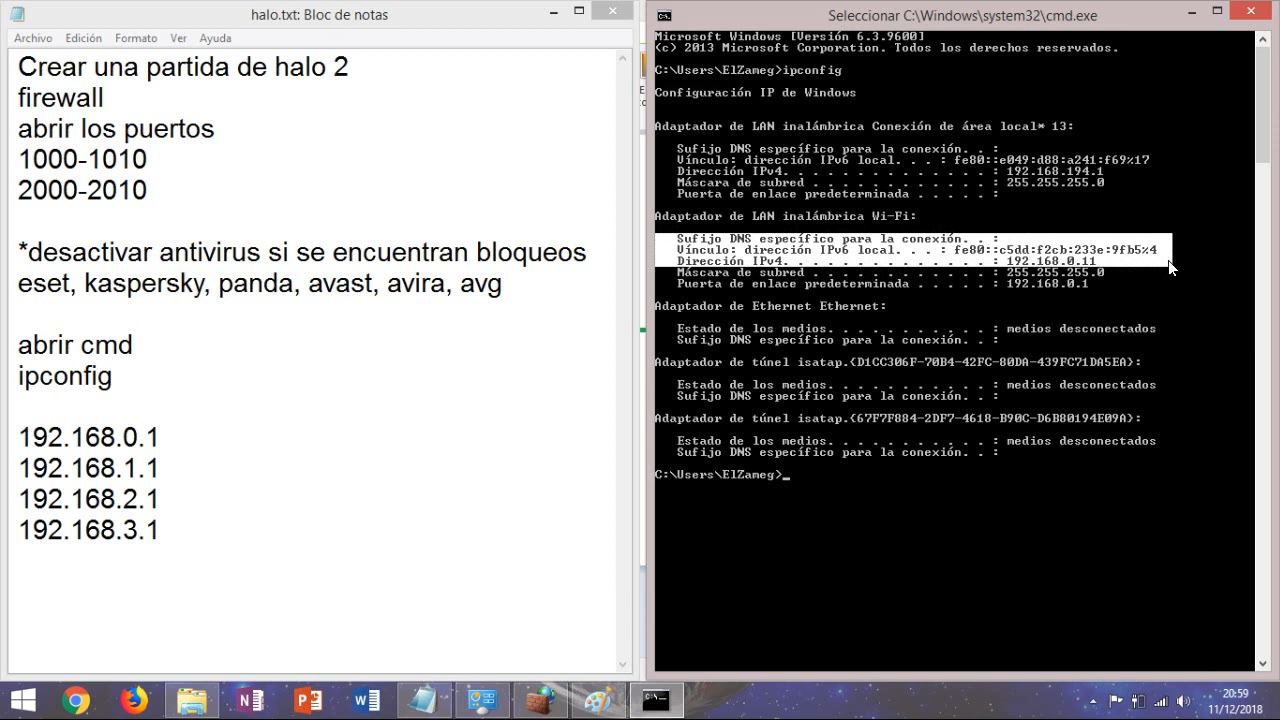 halo.txt: Bloc de notas
Archivo Edición Formato Ver Ayuda
Crear una partida de halo 2
firewall
abrir los puertos
1000-1010
2000-2010
*desactivar antivirus si se encuentran bloqueos
eset, kaspersky, panda, avast, avira, avg
abrir cmd
ipconfig
192.168.0.1
192.168.1.1
192.168.2.1
192.168.3.1
Seleccionar C:\Windows\system32\cmd.exe
Microsoft Windows [Versión 6.3.9600]
(c) 2013 Microsoft Corporation. Todos los derechos reservados.
C:\Users\ElZameg>ipconfig
Configuración IP de Windows
Adaptador de LAN inalámbrica Conexión de área local* 13:
Sufijo DNS específico para la conexión. . :
Vínculo: dirección IPv6 local. . . : fe80::e049:d88:a241:f69%17
Dirección IPv4. . . . . . . . . . . . . . : 192.168.194.1
Máscara de subred . . . . . . . . . . . . : 255.255.255.0
Puerta de enlace predeterminada . . . . . :
Adaptador de LAN inalámbrica Wi-Fi:
Sufijo DNS específico para la conexión. . :
Vínculo: dirección IPv6 local. . . : fe80::c5dd:f2cb:233e:9fb5%4
Dirección IPv4. . . . . . . . . . . . . . : 192.168.0.11
Máscara de subred . . . . . . . . . . . . : 255.255.255.0
Puerta de enlace predeterminada . . . . . : 192.168.0.1
Adaptador de Ethernet Ethernet:
Estado de los medios. . . . . . . . . . . : medios desconectados
Sufijo DNS específico para la conexión. . :
Adaptador de túnel isatap.{D1CC306F-70B4-42FC-80DA-439FC71DA5EA}:
Estado de los medios. . . . . . . . . . . : medios desconectados
Sufijo DNS específico para la conexión. . :
Adaptador de túnel isatap.{67F7F884-2DF7-4618-B90C-D6B80194E09A}:
Estado de los medios. . . . . . . . . . . : medios desconectados
Sufijo DNS específico para la conexión. . :
C:\Users\ElZameg>_
20:59
11/12/2018